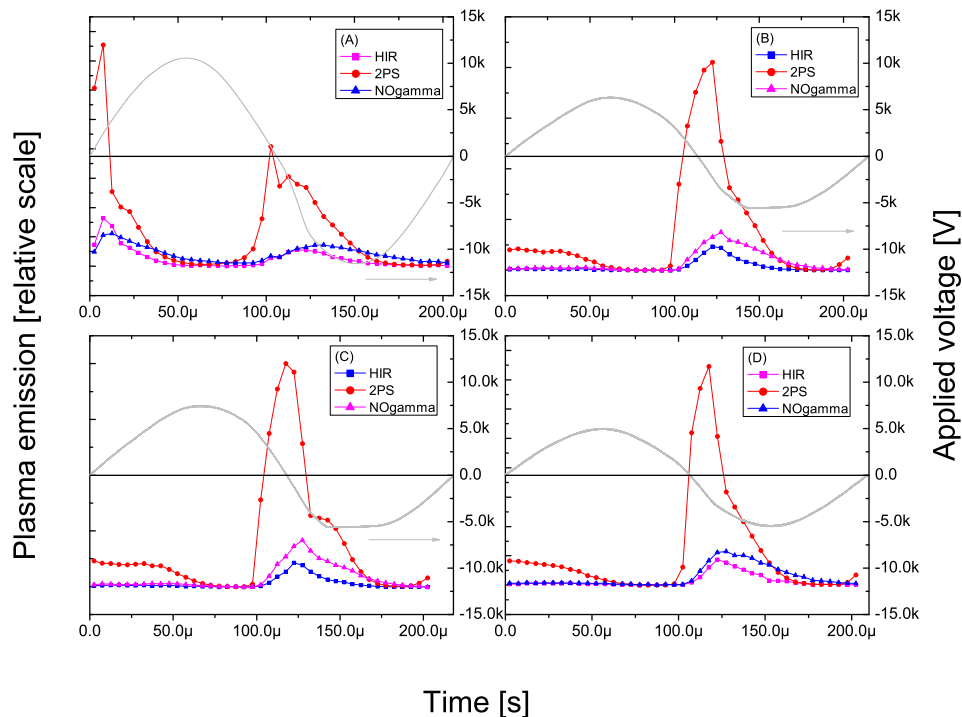 Plasma emission [relative scale]
Applied voltage [V]
Time [s]
(A)
HIR
2PS
NOgamma
15k
10k
5k
0
-5k
-10k
-15k
0.0 50.0µ 100.0µ 150.0µ 200.0µ
(B)
HIR
2PS
NOgamma
15k
10k
5k
0
-5k
-10k
-15k
0.0 50.0µ 100.0µ 150.0µ 200.0µ
(C)
HIR
2PS
NOgamma
15.0k
10.0k
5.0k
0.0
-5.0k
-10.0k
-15.0k
0.0 50.0µ 100.0µ 150.0µ 200.0µ
(D)
HIR
2PS
NOgamma
15.0k
10.0k
5.0k
0.0
-5.0k
-10.0k
-15.0k
0.0 50.0µ 100.0µ 150.0µ 200.0µ